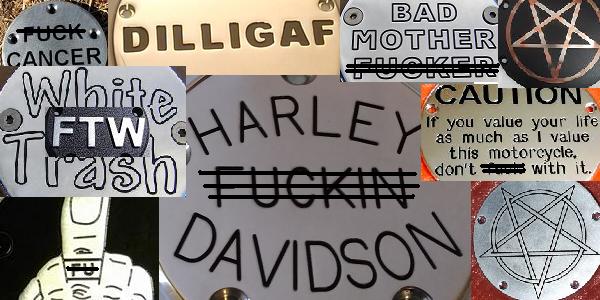 FUCK
CANCER
DILLIGAF
BAD
MOTHER
FUCKER
White
FTW
Trash
HARLEY
FUCKIN
DAVIDSON
CAUTION
If you value your life
as much as I value
this motorcycle,
don't with it.
FU